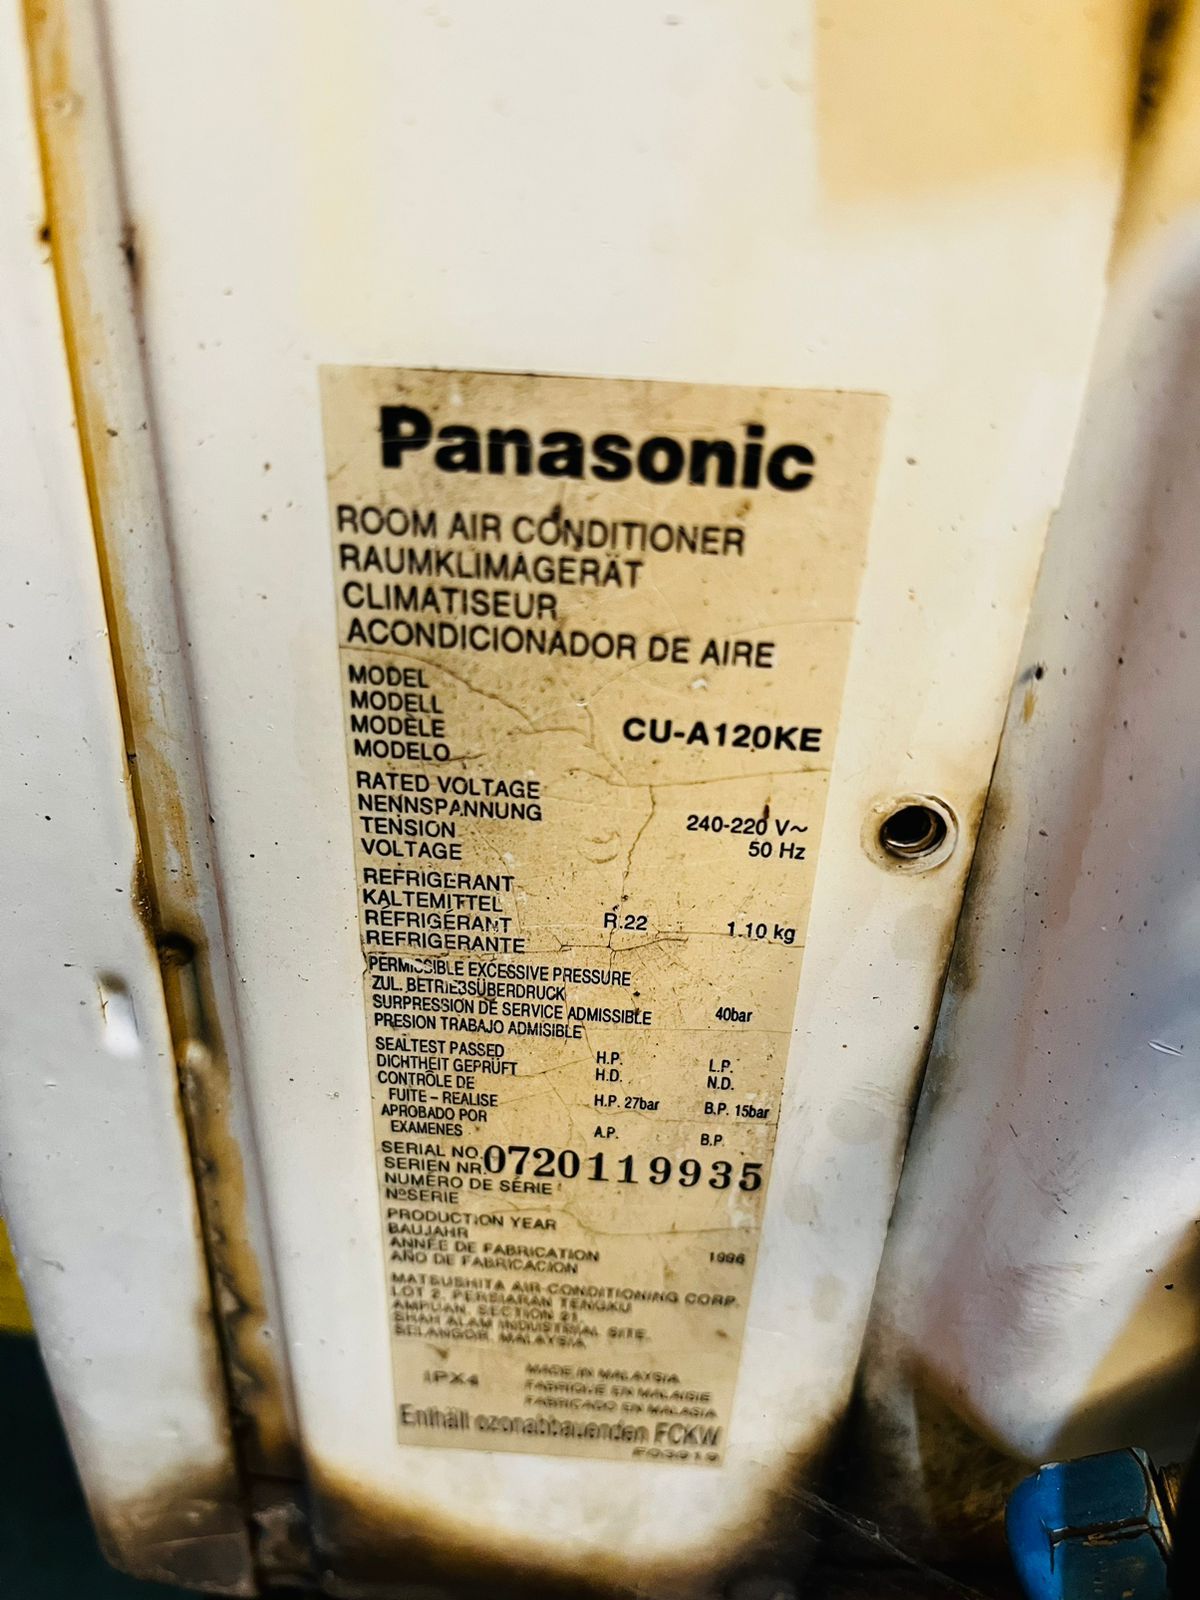 Panasonic
ROOM AIR CONDITIONER
RAUMKLIMAGERÄT
CLIMATISEUR
ACONDICIONADOR DE AIRE
MODEL
MODELL
MODÈLE
MODELO
CU-A120KE
RATED VOLTAGE
NENNSPANNUNG
TENSION
VOLTAGE
240-220 V~
50 Hz
REFRIGERANT
KALTEMITTEL
RÉFRIGÉRANT
REFRIGERANTE
R.22 1.10 kg
PERMISSIBLE EXCESSIVE PRESSURE
ZUL. BETRIEBSÜBERDRUCK
SURPRESSION DE SERVICE ADMISSIBLE
PRESION TRABAJO ADMISIBLE
40bar
SEALTEST PASSED
DICHTHEIT GEPRÜFT
CONTRÔLE DE
FUITE – REALISE
APROBADO POR
EXAMENES
H.P. L.P.
H.D. N.D.
H.P. 27bar B.P. 15bar
A.P. B.P.
SERIAL NO.
SERIEN NR.
NUMÉRO DE SÉRIE
NºSERIE
0720119935
PRODUCTION YEAR
BAUJAHR
ANNÉE DE FABRICATION
AÑO DE FABRICACION
1996
MATSUSHITA AIR-CONDITIONING CORP.
LOT 2, PERSIARAN TENGKU
AMPUAN, SECTION 21
SHAH ALAM INDUSTRIAL SITE,
SELANGOR, MALAYSIA
IPX4
MADE IN MALAYSIA
FABRIQUE EN MALAISIE
FABRICADO EN MALASIA
Enthält ozonabbauenden FCKW